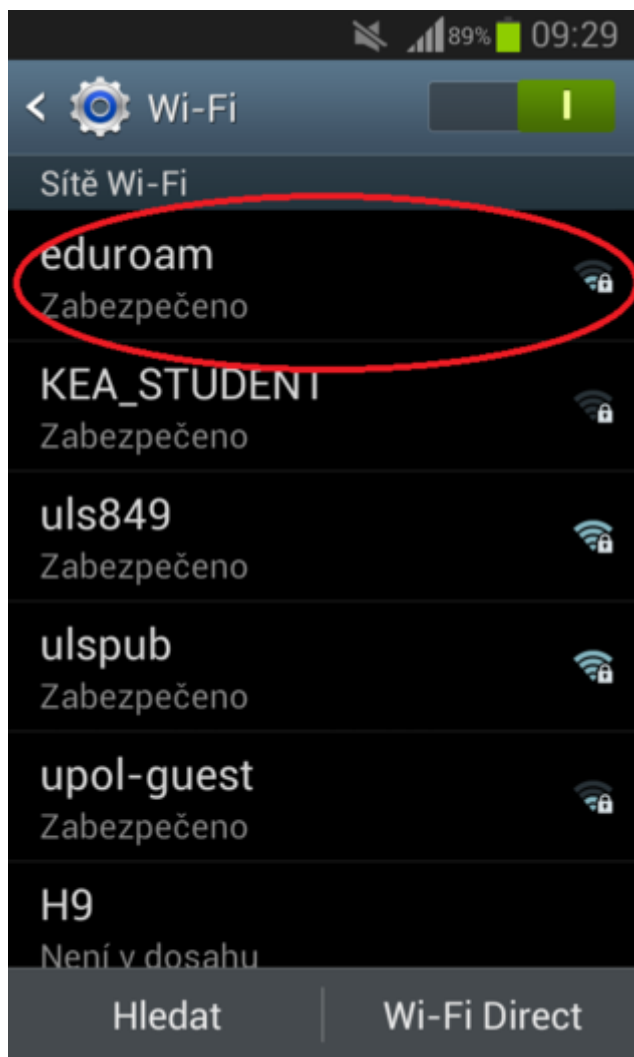 89% 09:29
Wi-Fi
Sítě Wi-Fi
eduroam
Zabezpečeno
KEA_STUDENT
Zabezpečeno
uls849
Zabezpečeno
ulspub
Zabezpečeno
upol-guest
Zabezpečeno
H9
Není v dosahu
Hledat Wi-Fi Direct